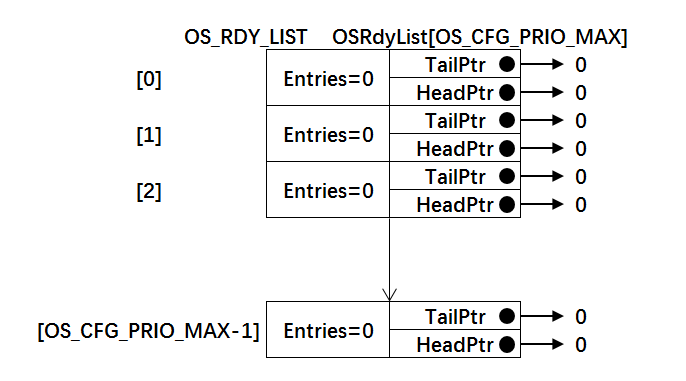 OS_RDY_LIST OSRdyList[OS_CFG_PRIO_MAX]
[0] Entries=0 TailPtr 0
HeadPtr 0
[1] Entries=0 TailPtr 0
HeadPtr 0
[2] Entries=0 TailPtr 0
HeadPtr 0
[OS_CFG_PRIO_MAX-1] Entries=0 TailPtr 0
HeadPtr 0